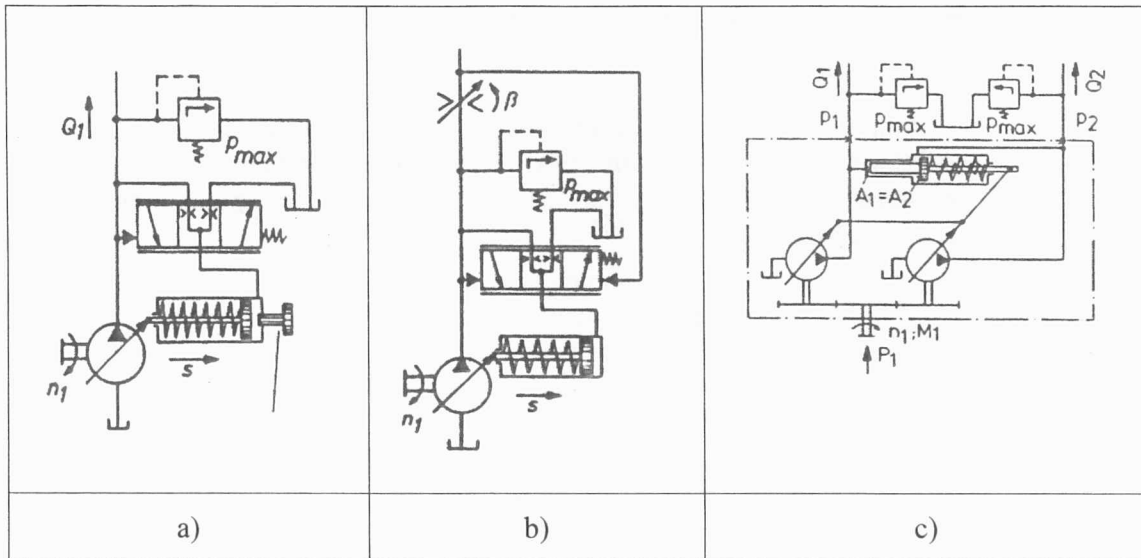 Q1
Pmax
s
n1
a)
β
Pmax
s
n1
b)
Q1
Q2
P1
Pmax
Pmax
P2
A1=A2
n1;M1
P1
c)